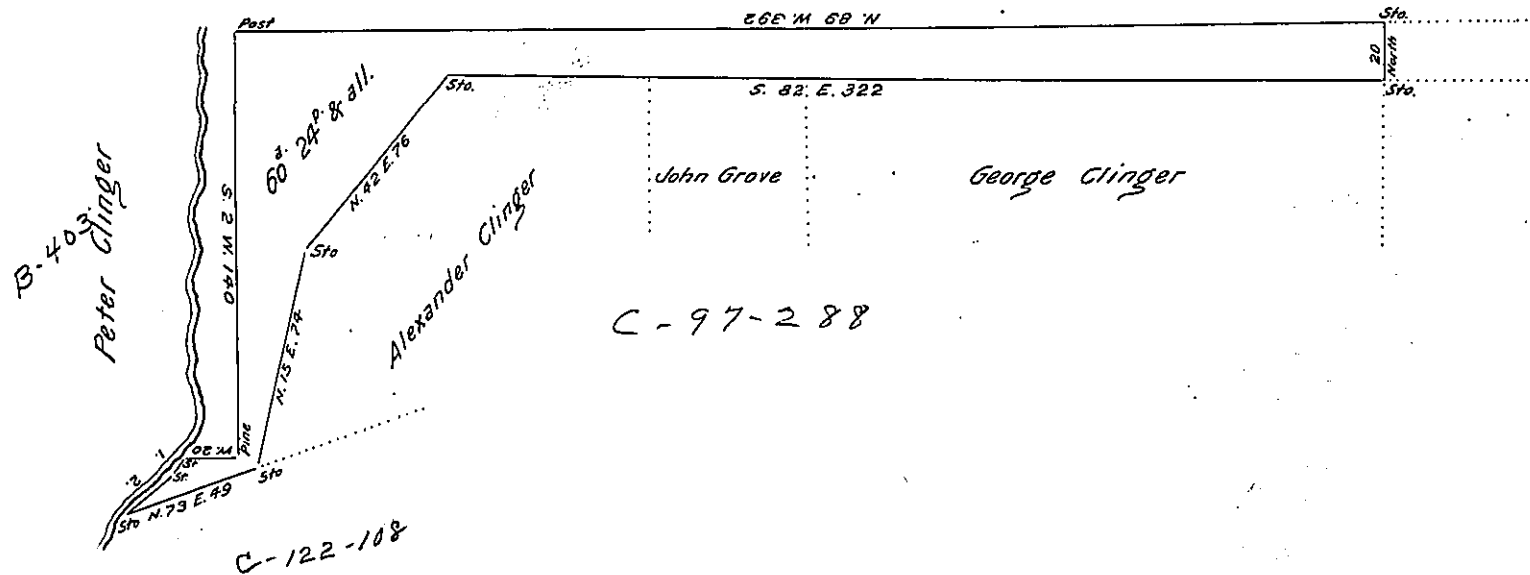 Post
N. 89 W. 392
Sto.
20
North
Sto.
S. 82. E. 322
Sto.
60 a. 24 p. & all.
N. 42 E. 76
S. 2 W. 140
B-403
Peter Clinger
John Grove
George Clinger
Sto
Alexander Clinger
N. 15 E. 74
C-97-288
Pine
W. 20
St.
St.
1.
2.
Sto
N. 73 E. 49
Sto
C-122-108